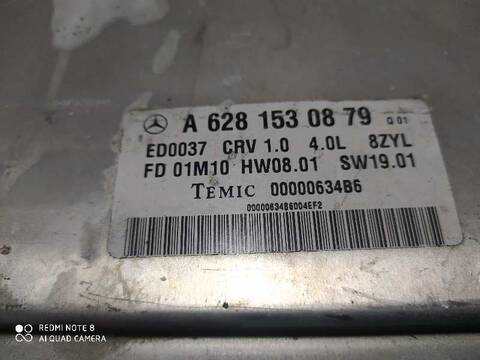 A 628 153 08 79 Q 01
ED0037 CRV 1.0 4.0L 8ZYL
FD 01M10 HW08.01 SW19.01
TEMIC 00000634B6
00000634B6004EF2
REDMI NOTE 8
AI QUAD CAMERA